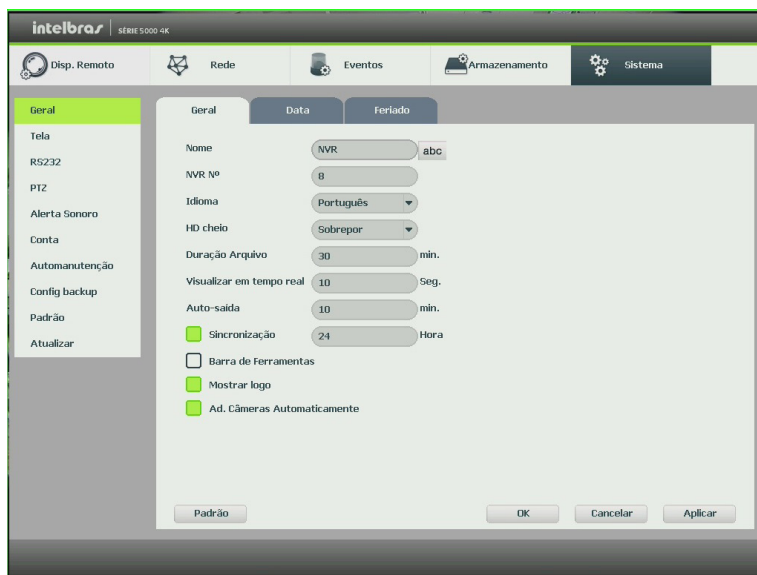 intelbras SÉRIE 5000 4K
Disp. Remoto Rede Eventos Armazenamento Sistema
Geral
Tela
RS232
PTZ
Alerta Sonoro
Conta
Automanutenção
Config backup
Padrão
Atualizar
Geral Data Feriado
Nome NVR abc
NVR Nº 8
Idioma Português
HD cheio Sobrepor
Duração Arquivo 30 min.
Visualizar em tempo real 10 Seg.
Auto-saida 10 min.
Sincronização 24 Hora
Barra de Ferramentas
Mostrar logo
Ad. Câmeras Automaticamente
Padrão OK Cancelar Aplicar